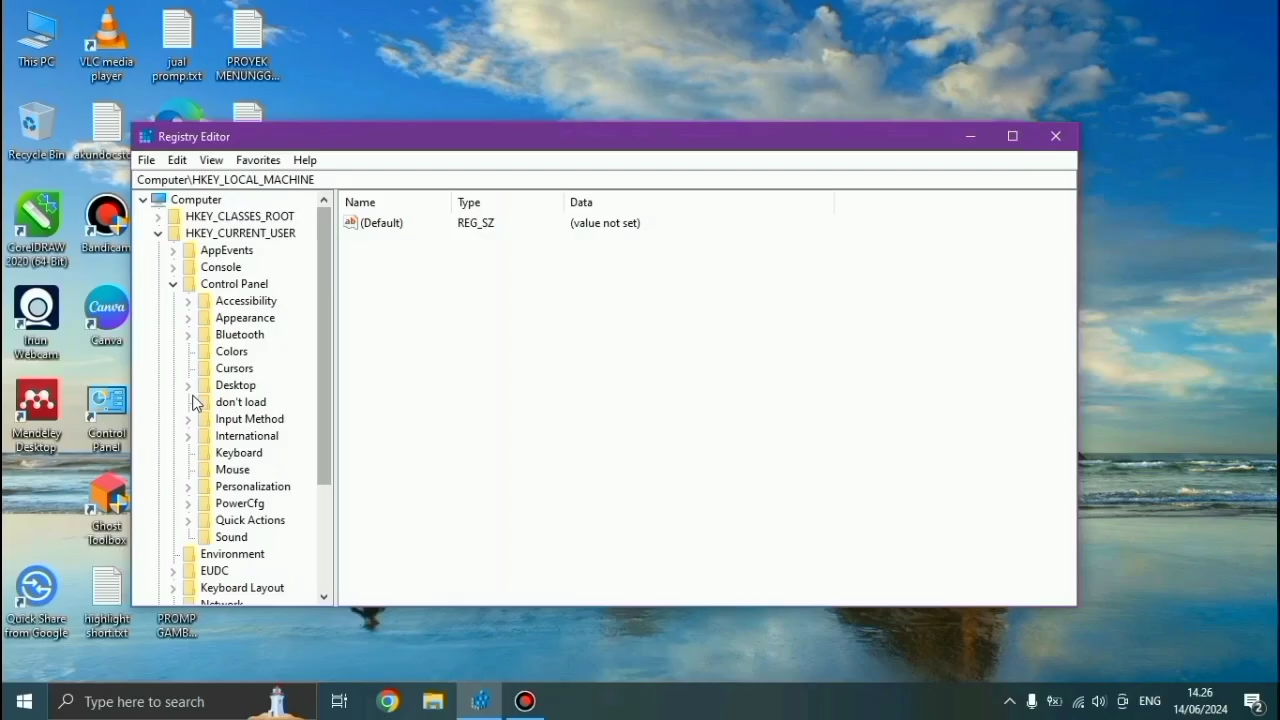 This PC
VLC media
player
jual
promp.txt
PROYEK
MENUNGG...
Recycle Bin
CorelDRAW
2020 (64-Bit)
Bandicam
Iriun
Webcam
Canva
Canva
Mendeley
Desktop
Control
Panel
Ghost
Toolbox
Quick Share
from Google
highlight
short.txt
PROMP
GAMB...
Registry Editor
File Edit View Favorites Help
Computer\HKEY_LOCAL_MACHINE
Computer
HKEY_CLASSES_ROOT
HKEY_CURRENT_USER
AppEvents
Console
Control Panel
Accessibility
Appearance
Bluetooth
Colors
Cursors
Desktop
don't load
Input Method
International
Keyboard
Mouse
Personalization
PowerCfg
Quick Actions
Sound
Environment
EUDC
Keyboard Layout
Network
Name Type Data
ab (Default) REG_SZ (value not set)
Type here to search
ENG
14.26
14/06/2024
2